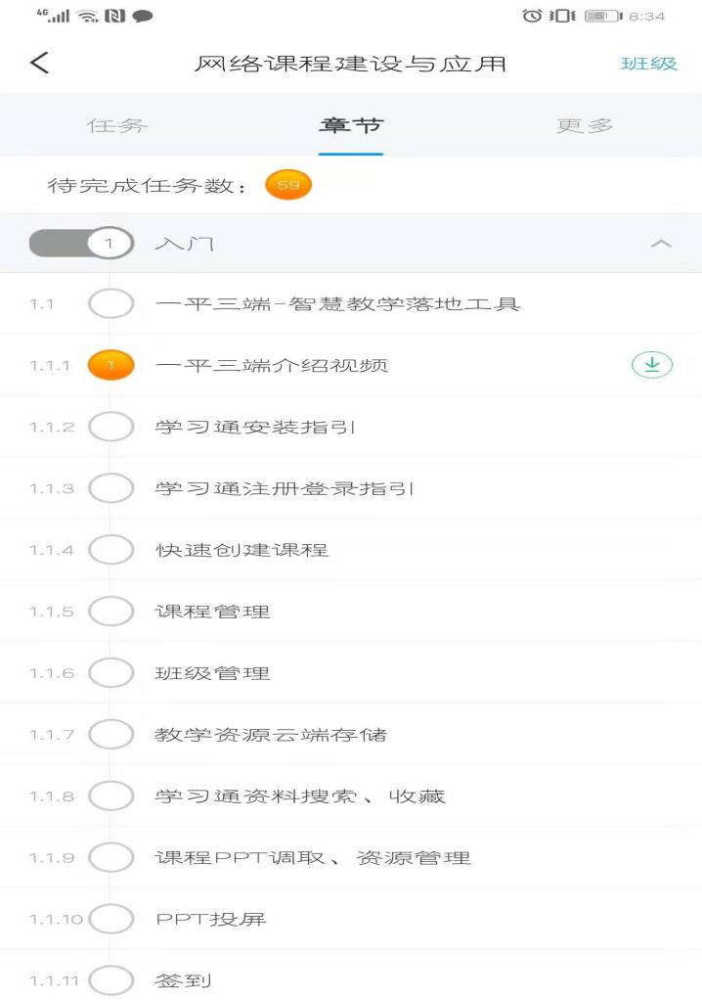 4G 51 8:34
网络课程建设与应用 班级
任务 章节 更多
待完成任务数： 59
1 入门
1.1 一平三端-智慧教学落地工具
1.1.1 1 一平三端介绍视频
1.1.2 学习通安装指引
1.1.3 学习通注册登录指引
1.1.4 快速创建课程
1.1.5 课程管理
1.1.6 班级管理
1.1.7 教学资源云端存储
1.1.8 学习通资料搜索、收藏
1.1.9 课程PPT调取、资源管理
1.1.10 PPT投屏
1.1.11 签到